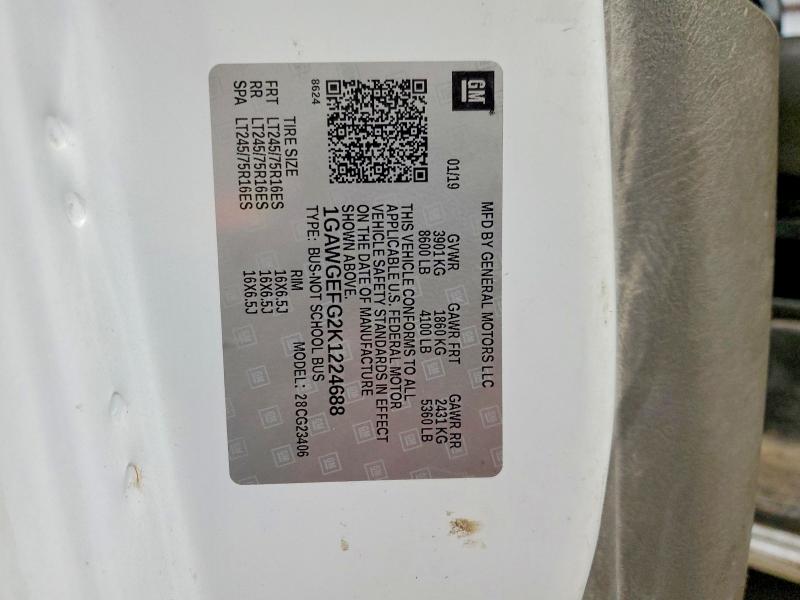 GM
MFD BY GENERAL MOTORS LLC
01/19
GVWR GAWR FRT GAWR RR
3901 KG 1860 KG 2431 KG
8600 LB 4100 LB 5360 LB
THIS VEHICLE CONFORMS TO ALL
APPLICABLE U.S. FEDERAL MOTOR
VEHICLE SAFETY STANDARDS IN EFFECT
ON THE DATE OF MANUFACTURE
SHOWN ABOVE.
1GAWGEFG2K1224688
TYPE: BUS-NOT SCHOOL BUS
MODEL: 28CG23406
8624
TIRE SIZE RIM
FRT LT245/75R16ES 16X6.5J
RR LT245/75R16ES 16X6.5J
SPA LT245/75R16ES 16X6.5J